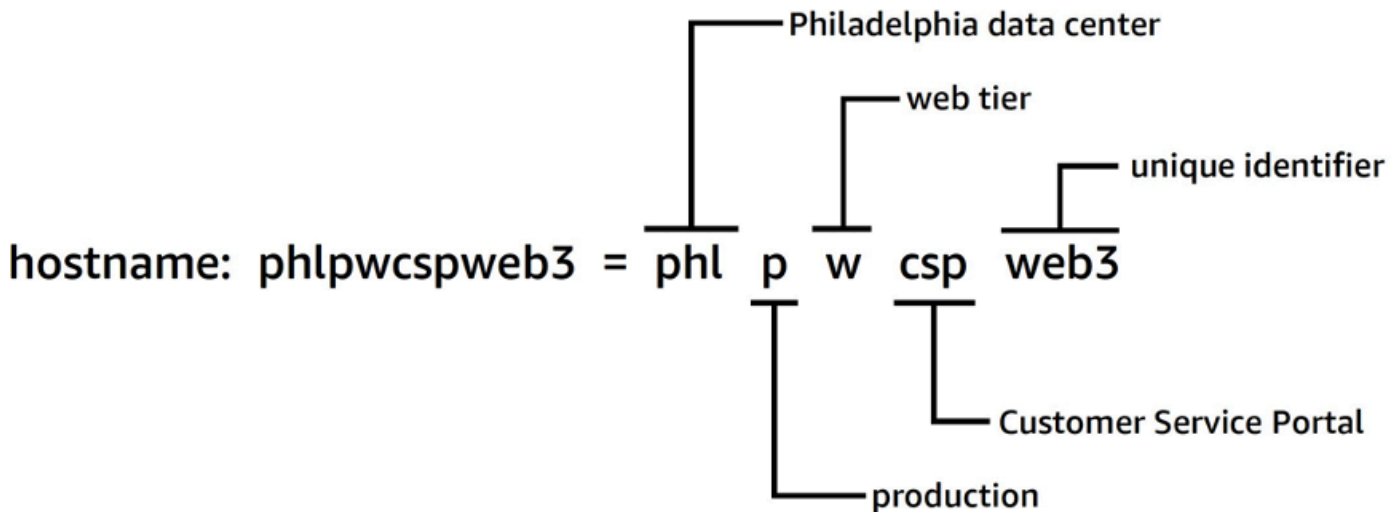 Philadelphia data center
web tier
unique identifier
hostname: phlpwcspweb3 = phl p w csp web3
Customer Service Portal
production